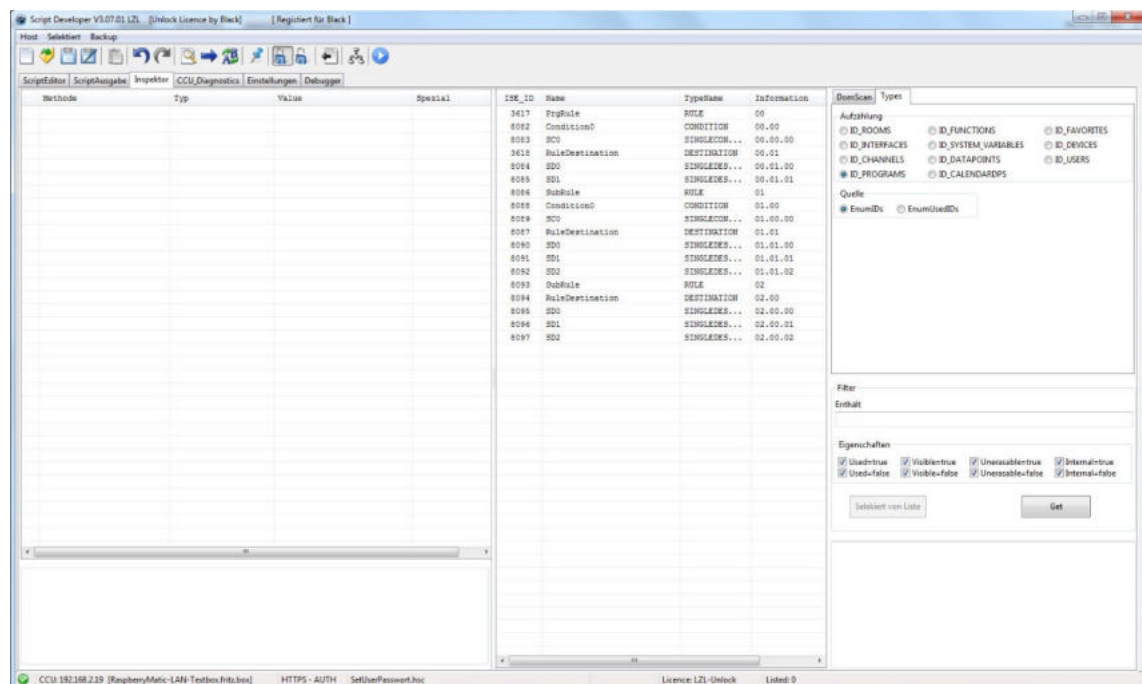 Script Developer V3.07.01 LZL [Unlock Licence by Black] [ Registiert für Black ]
Host Selektiert Backup
ScriptEditor ScriptAusgabe Inspektor CCU_Diagnostics Einstellungen Debugger
Methode Typ Value Spezial
ISE_ID Name TypeName Information
3617 PrgRule RULE 00
8082 Condition0 CONDITION 00.00
8083 SC0 SINGLECON... 00.00.00
3618 RuleDestination DESTINATION 00.01
8084 SD0 SINGLEDES... 00.01.00
8085 SD1 SINGLEDES... 00.01.01
8086 SubRule RULE 01
8088 Condition0 CONDITION 01.00
8089 SC0 SINGLECON... 01.00.00
8087 RuleDestination DESTINATION 01.01
8090 SD0 SINGLEDES... 01.01.00
8091 SD1 SINGLEDES... 01.01.01
8092 SD2 SINGLEDES... 01.01.02
8093 SubRule RULE 02
8094 RuleDestination DESTINATION 02.00
8095 SD0 SINGLEDES... 02.00.00
8096 SD1 SINGLEDES... 02.00.01
8097 SD2 SINGLEDES... 02.00.02
DomScan Types
Aufzählung
ID_ROOMS ID_FUNCTIONS ID_FAVORITES
ID_INTERFACES ID_SYSTEM_VARIABLES ID_DEVICES
ID_CHANNELS ID_DATAPOINTS ID_USERS
ID_PROGRAMS ID_CALENDARDPS
Quelle
EnumIDs EnumUsedIDs
Filter
Enthält
Eigenschaften
Used=true Visible=true Unerasable=true Internal=true
Used=false Visible=false Unerasable=false Internal=false
Selektiert von Liste Get
CCU: 192.168.2.19 [RaspberryMatic-LAN-Testbox.fritz.box] HTTPS - AUTH SetUserPasswort.hsc Licence: LZL-Unlock Listed: 0